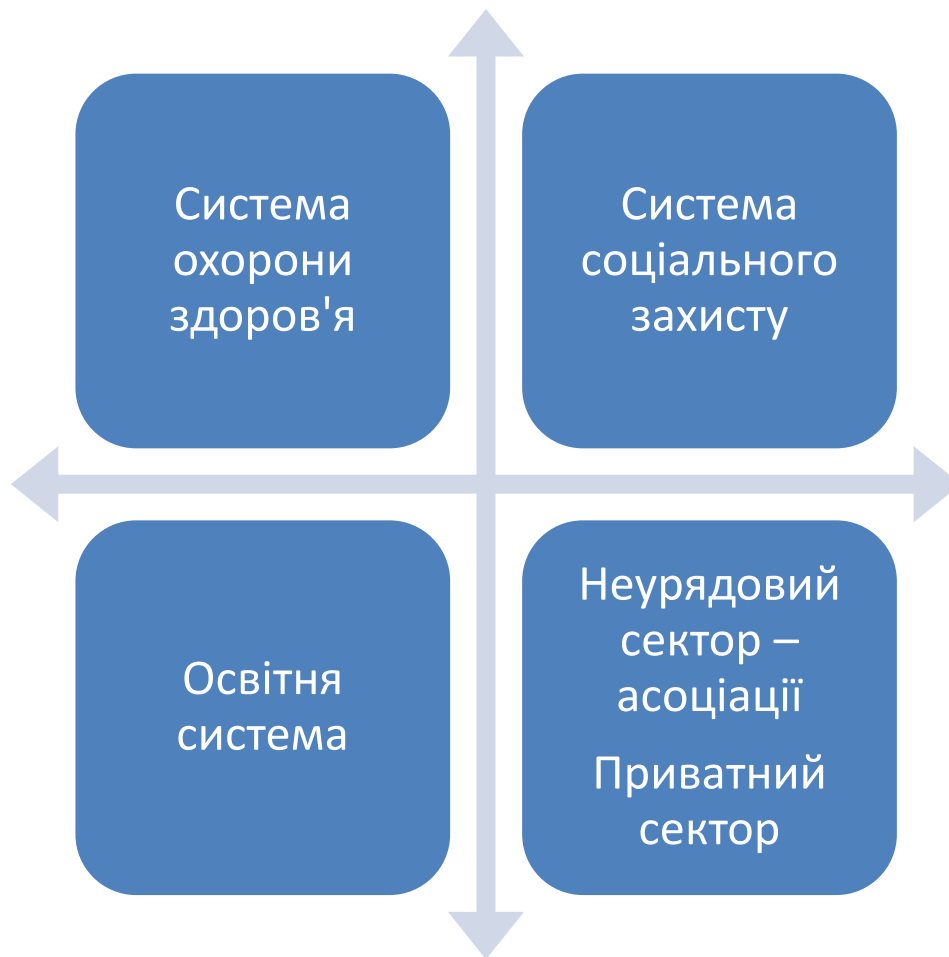 Система
охорони
здоров'я
Система
соціального
захисту
Освітня
система
Неурядовий
сектор –
асоціації
Приватний
сектор